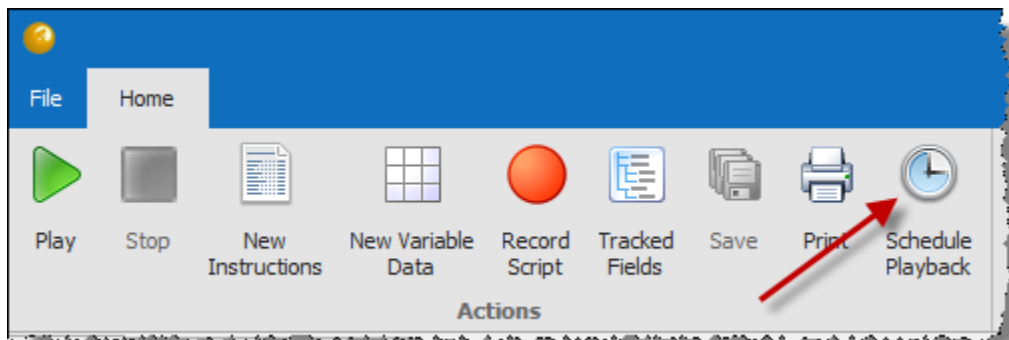 File Home
Play Stop New Instructions New Variable Data Record Script Tracked Fields Save Print Schedule Playback
Actions